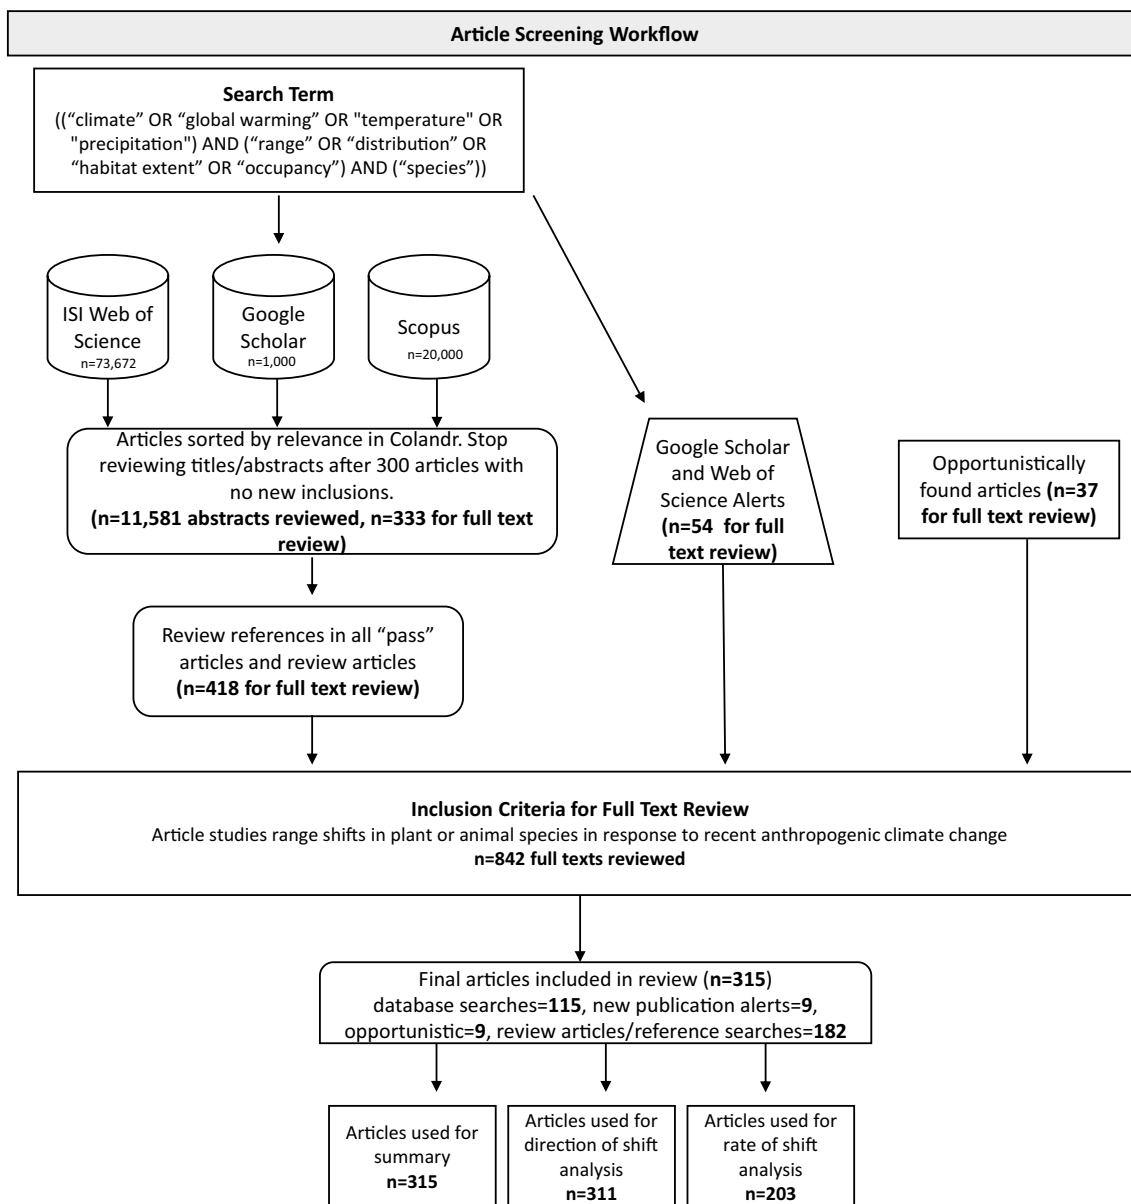 Article Screening Workflow
Search Term
((“climate” OR “global warming” OR "temperature" OR
"precipitation") AND (“range” OR “distribution” OR
“habitat extent” OR “occupancy”) AND (“species”))
ISI Web of
Science
n=73,672
Google
Scholar
n=1,000
Scopus
n=20,000
Articles sorted by relevance in Colandr. Stop
reviewing titles/abstracts after 300 articles with
no new inclusions.
(n=11,581 abstracts reviewed, n=333 for full text
review)
Google Scholar
and Web of
Science Alerts
(n=54 for full
text review)
Opportunistically
found articles (n=37
for full text review)
Review references in all “pass”
articles and review articles
(n=418 for full text review)
Inclusion Criteria for Full Text Review
Article studies range shifts in plant or animal species in response to recent anthropogenic climate change
n=842 full texts reviewed
Final articles included in review (n=315)
database searches=115, new publication alerts=9,
opportunistic=9, review articles/reference searches=182
Articles used for
summary
n=315
Articles used for
direction of shift
analysis
n=311
Articles used for
rate of shift
analysis
n=203